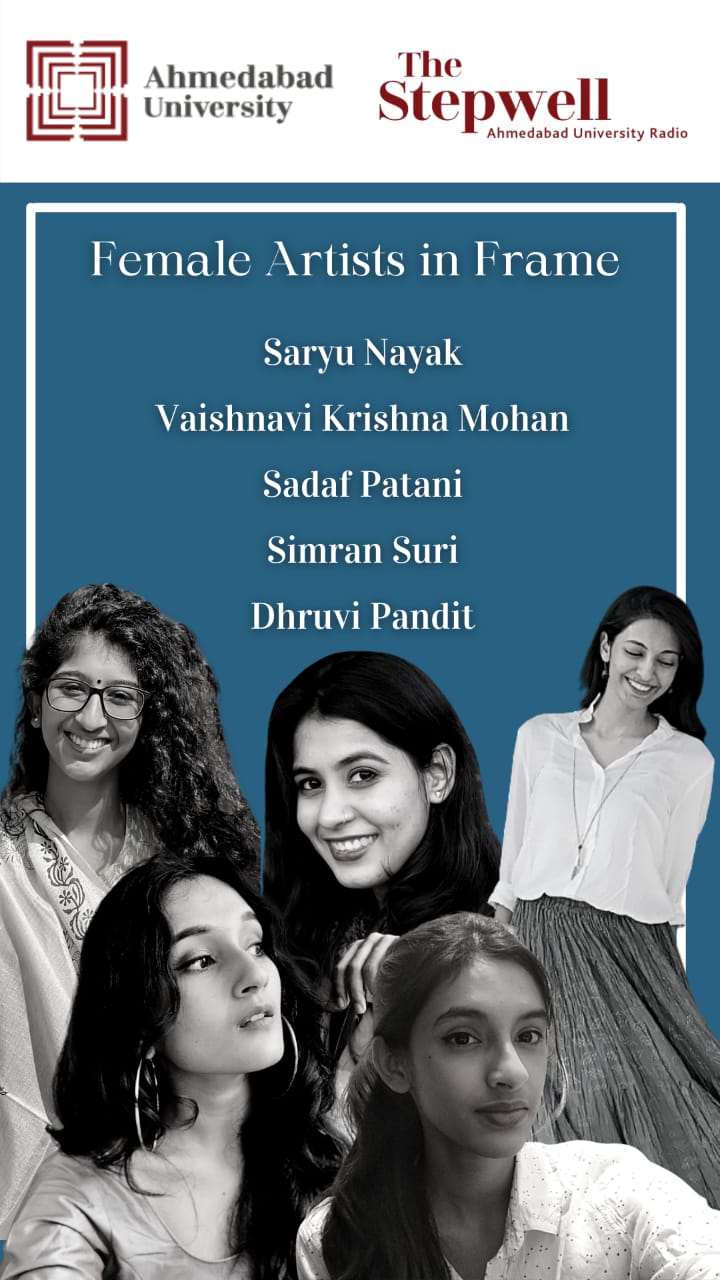 Ahmedabad
University
The
Stepwell
Ahmedabad University Radio
Female Artists in Frame
Saryu Nayak
Vaishnavi Krishna Mohan
Sadaf Patani
Simran Suri
Dhruvi Pandit